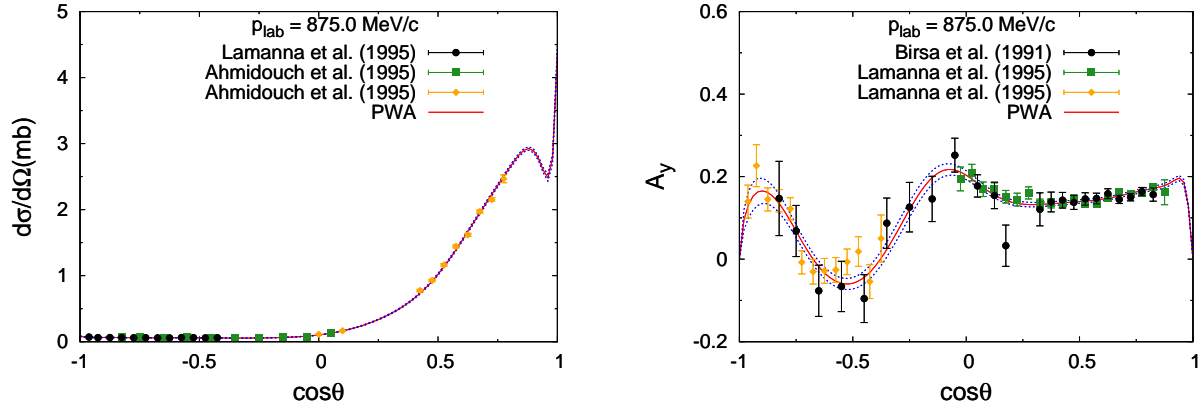 p_lab = 875.0 MeV/c
Lamanna et al. (1995)
Ahmidouch et al. (1995)
Ahmidouch et al. (1995)
PWA
dσ/dΩ(mb)
5
4
3
2
1
0
-1 -0.5 0 0.5 1
cosθ
p_lab = 875.0 MeV/c
Birsa et al. (1991)
Lamanna et al. (1995)
Lamanna et al. (1995)
PWA
A_y
0.6
0.4
0.2
0
-0.2
-1 -0.5 0 0.5 1
cosθ